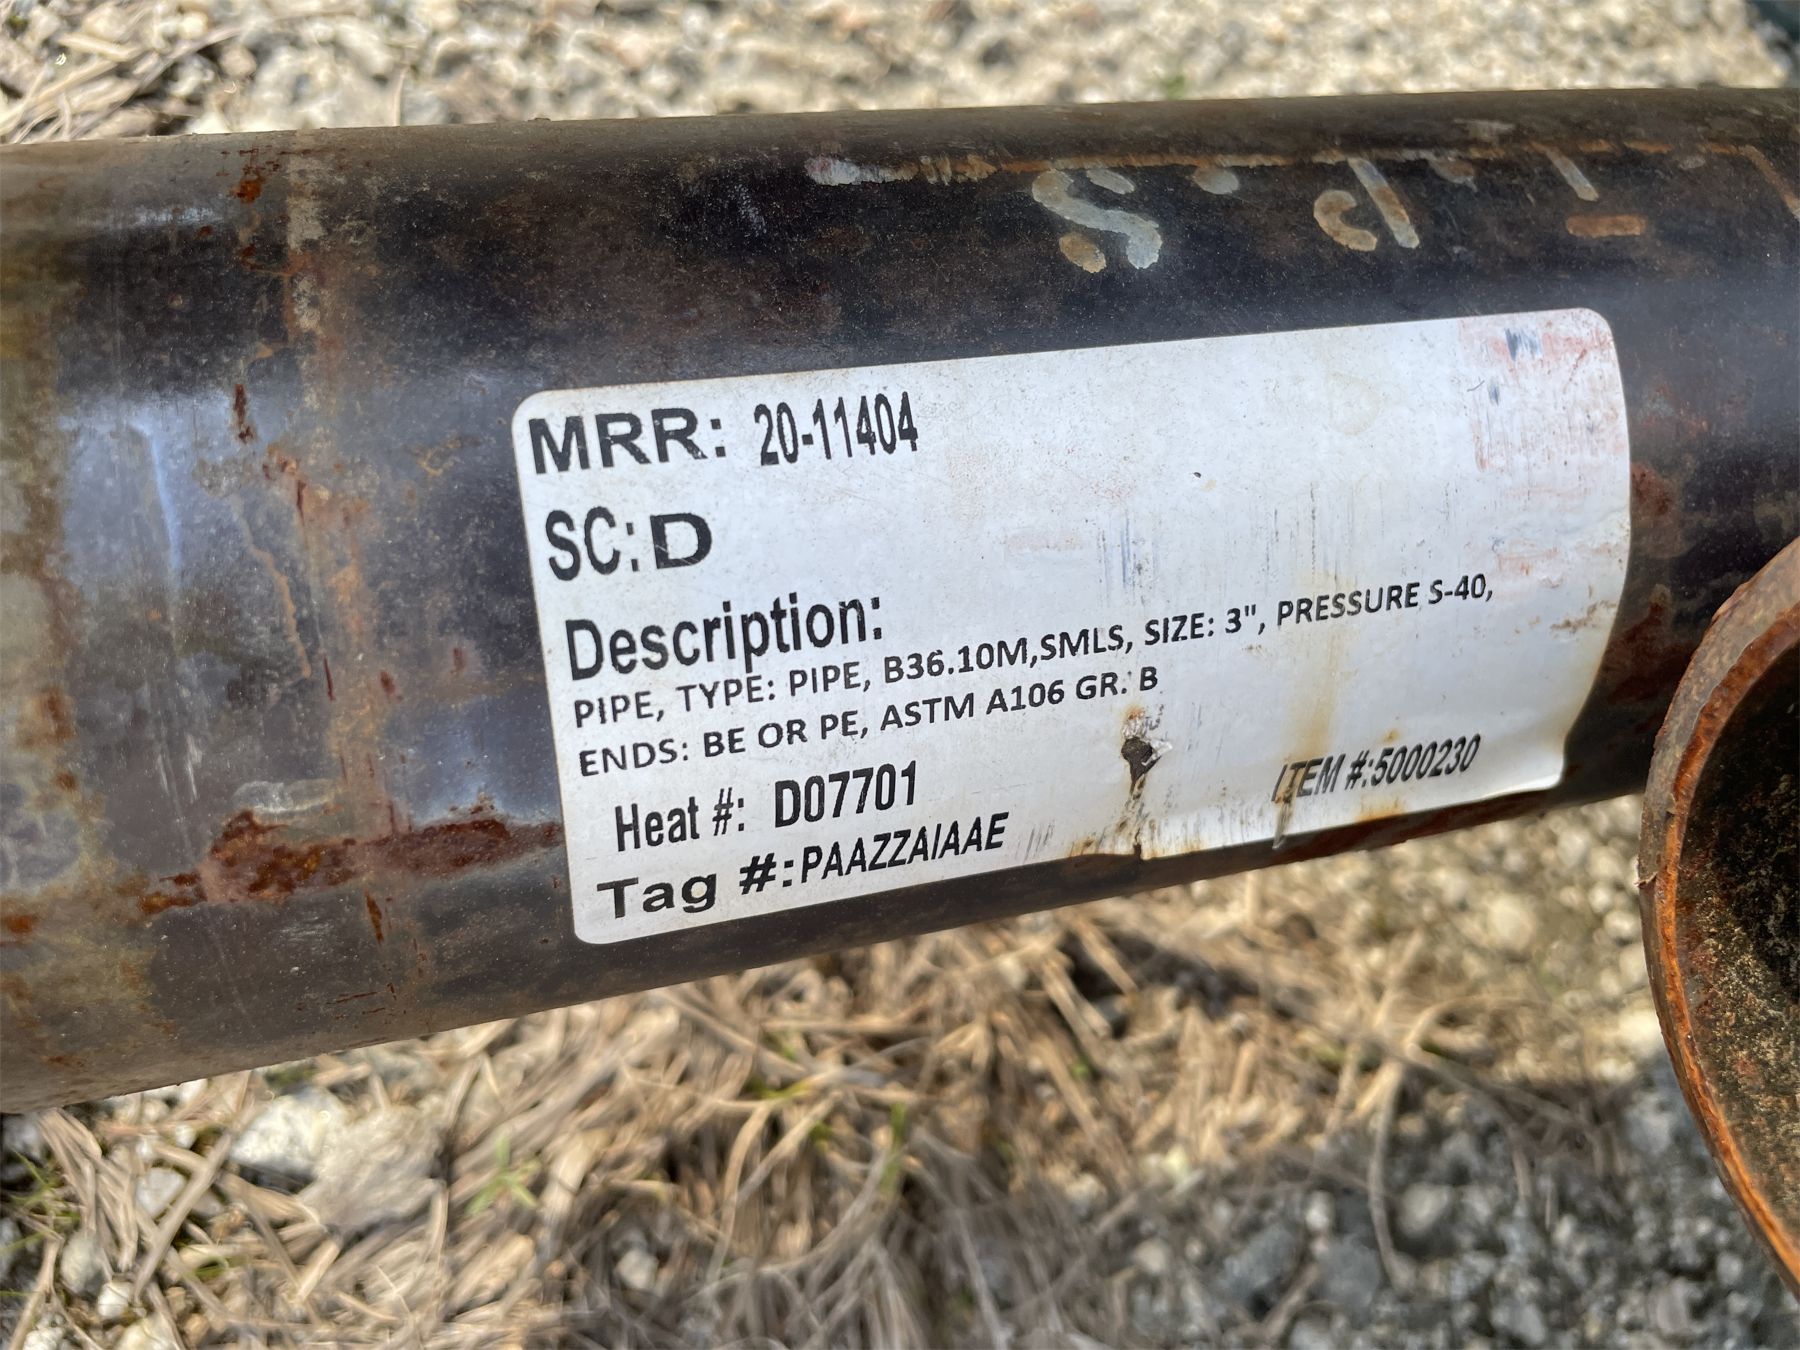 MRR: 20-11404
SC: D
Description:
PIPE, TYPE: PIPE, B36.10M,SMLS, SIZE: 3", PRESSURE S-40,
ENDS: BE OR PE, ASTM A106 GR. B
Heat #: D07701
Tag #:PAAZZAIAAE
ITEM #:5000230